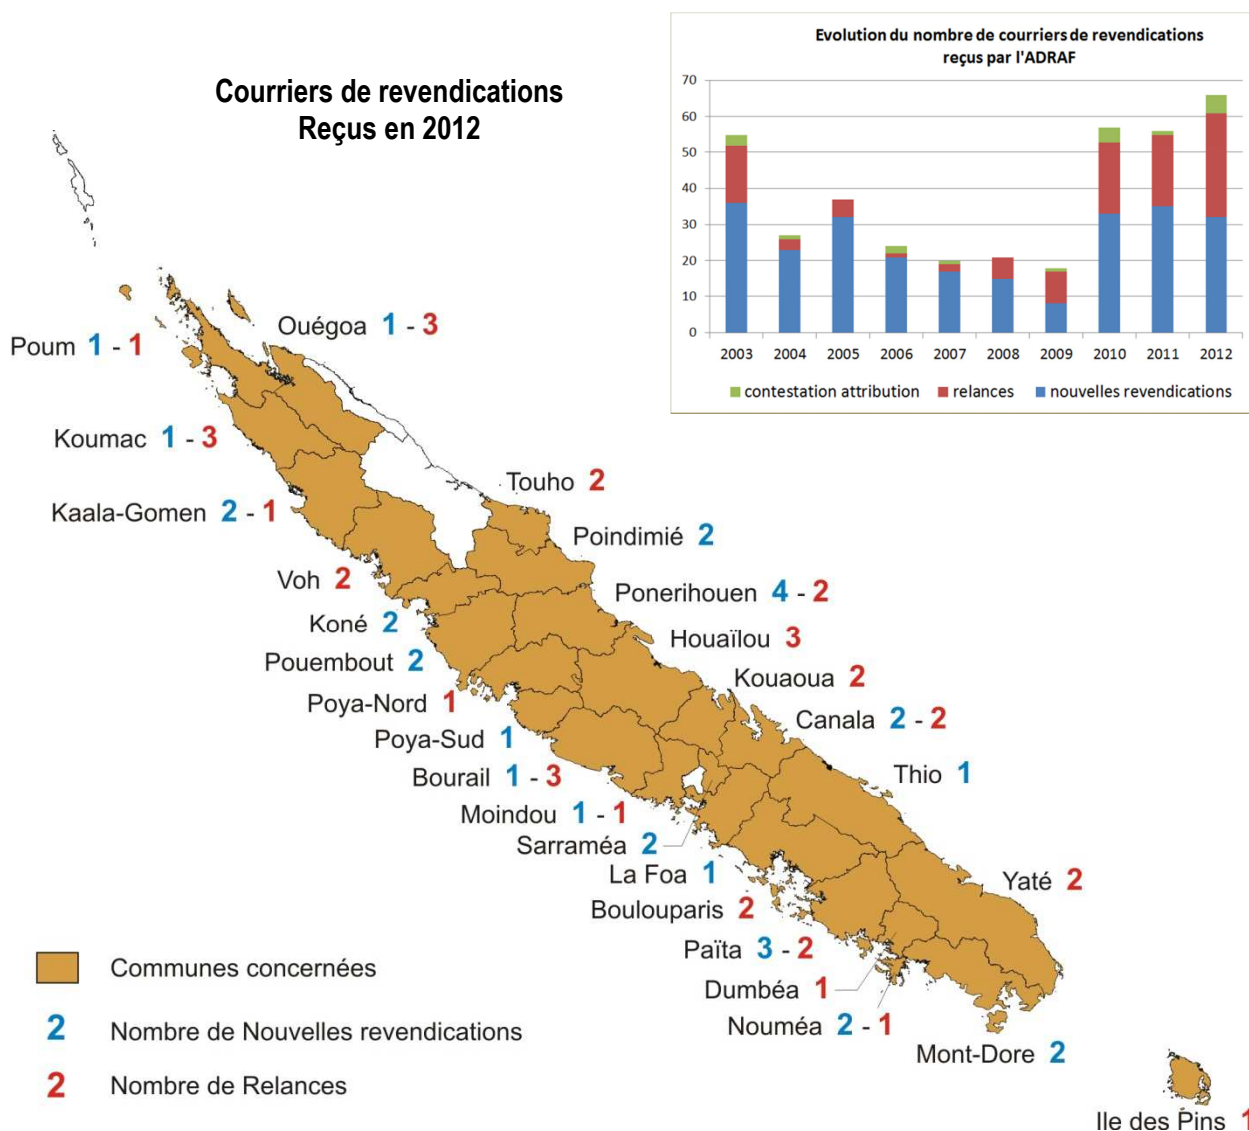 Courriers de revendications
Reçus en 2012
Evolution du nombre de courriers de revendications
reçus par l'ADRAF
70
60
50
40
30
20
10
0
2003 2004 2005 2006 2007 2008 2009 2010 2011 2012
contestation attribution relances nouvelles revendications
Ouégoa 1 - 3
Poum 1 - 1
Koumac 1 - 3
Touho 2
Kaala-Gomen 2 - 1
Poindimié 2
Voh 2
Ponerihouen 4 - 2
Koné 2
Houaïlou 3
Pouembout 2
Kouaoua 2
Poya-Nord 1
Canala 2 - 2
Poya-Sud 1
Thio 1
Bourail 1 - 3
Moindou 1 - 1
Sarraméa 2
La Foa 1
Yaté 2
Boulouparis 2
Païta 3 - 2
Dumbéa 1
Nouméa 2 - 1
Mont-Dore 2
Ile des Pins 1
Communes concernées
2 Nombre de Nouvelles revendications
2 Nombre de Relances